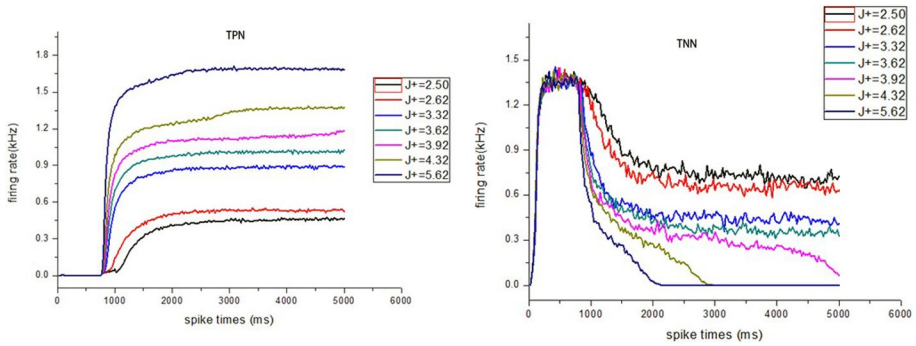 TPN
firing rate(kHz)
1.8
1.5
1.2
0.9
0.6
0.3
0.0
0
1000
2000
3000
4000
5000
6000
spike times (ms)
J+=2.50
J+=2.62
J+=3.32
J+=3.62
J+=3.92
J+=4.32
J+=5.62
TNN
firing rate(kHz)
1.5
1.2
0.9
0.6
0.3
0.0
0
1000
2000
3000
4000
5000
6000
spike times (ms)
J+=2.50
J+=2.62
J+=3.32
J+=3.62
J+=3.92
J+=4.32
J+=5.62